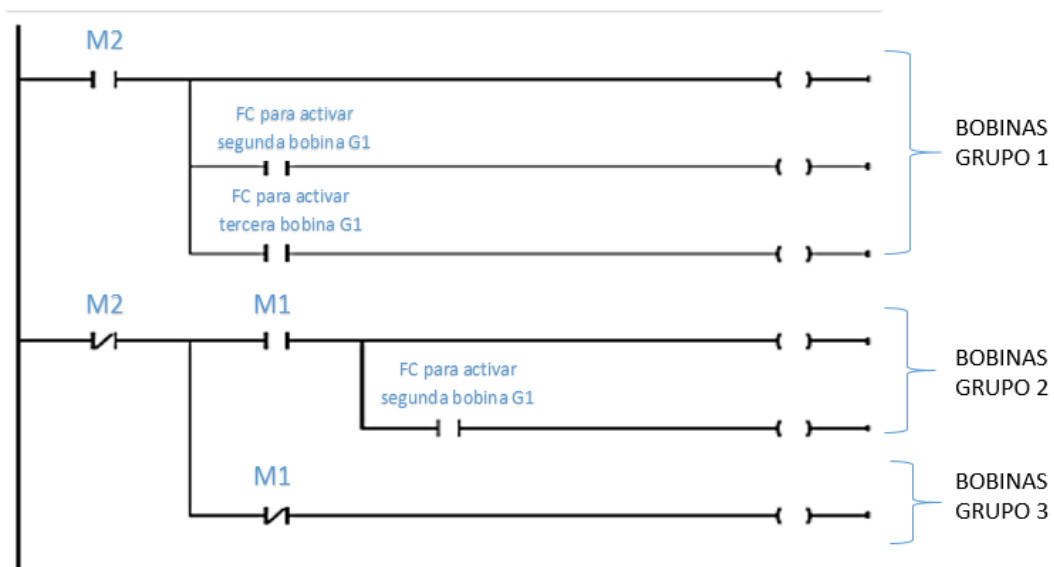 M2
FC para activar
segunda bobina G1
FC para activar
tercera bobina G1
BOBINAS
GRUPO 1
M2
M1
FC para activar
segunda bobina G1
BOBINAS
GRUPO 2
M1
BOBINAS
GRUPO 3